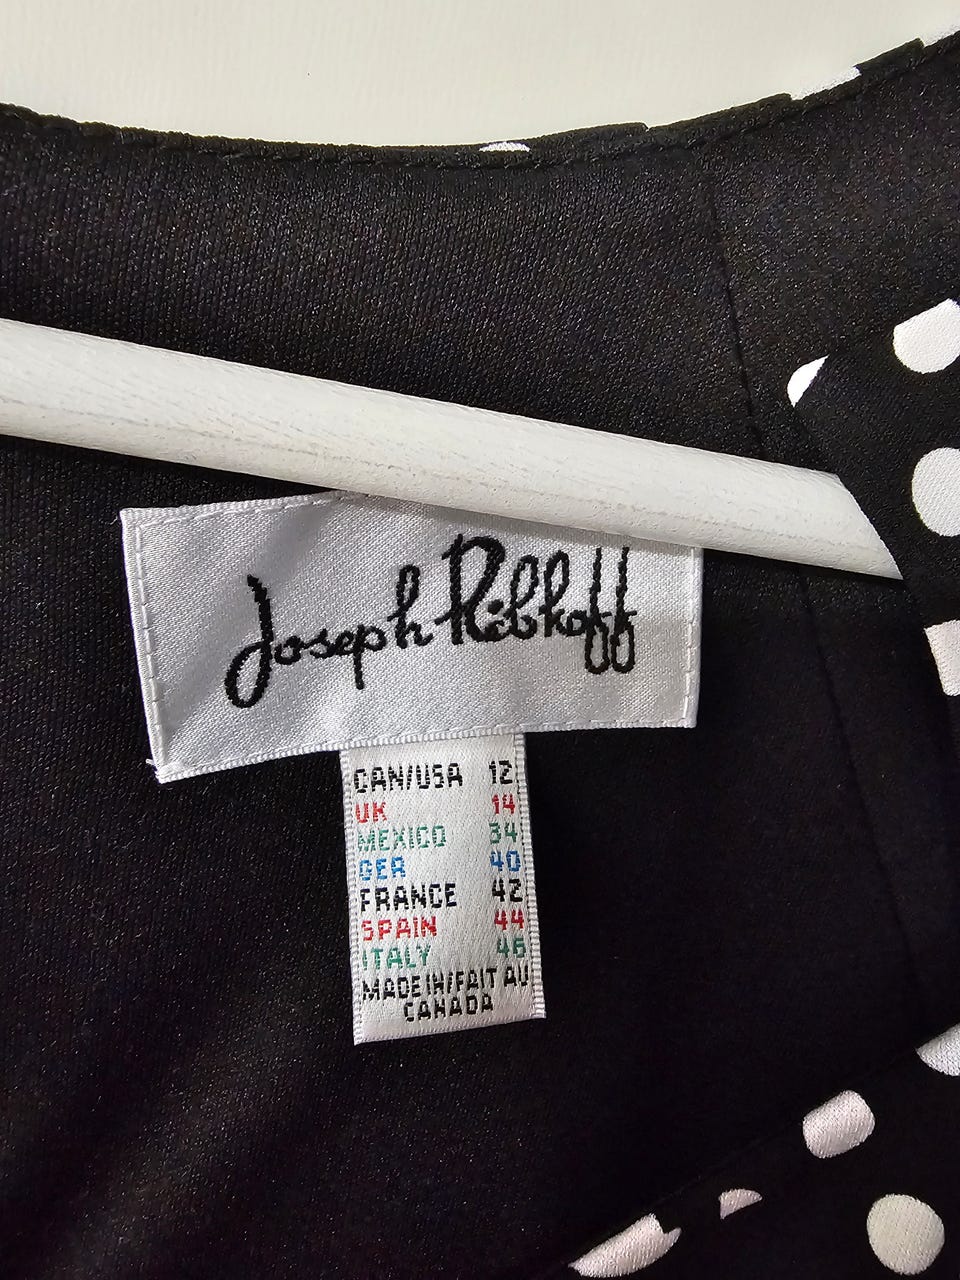 Joseph Ribkoff
CAN/USA 12
UK 14
MEXICO 34
GER 40
FRANCE 42
SPAIN 44
ITALY 46
MADE IN/FAIT AU
CANADA